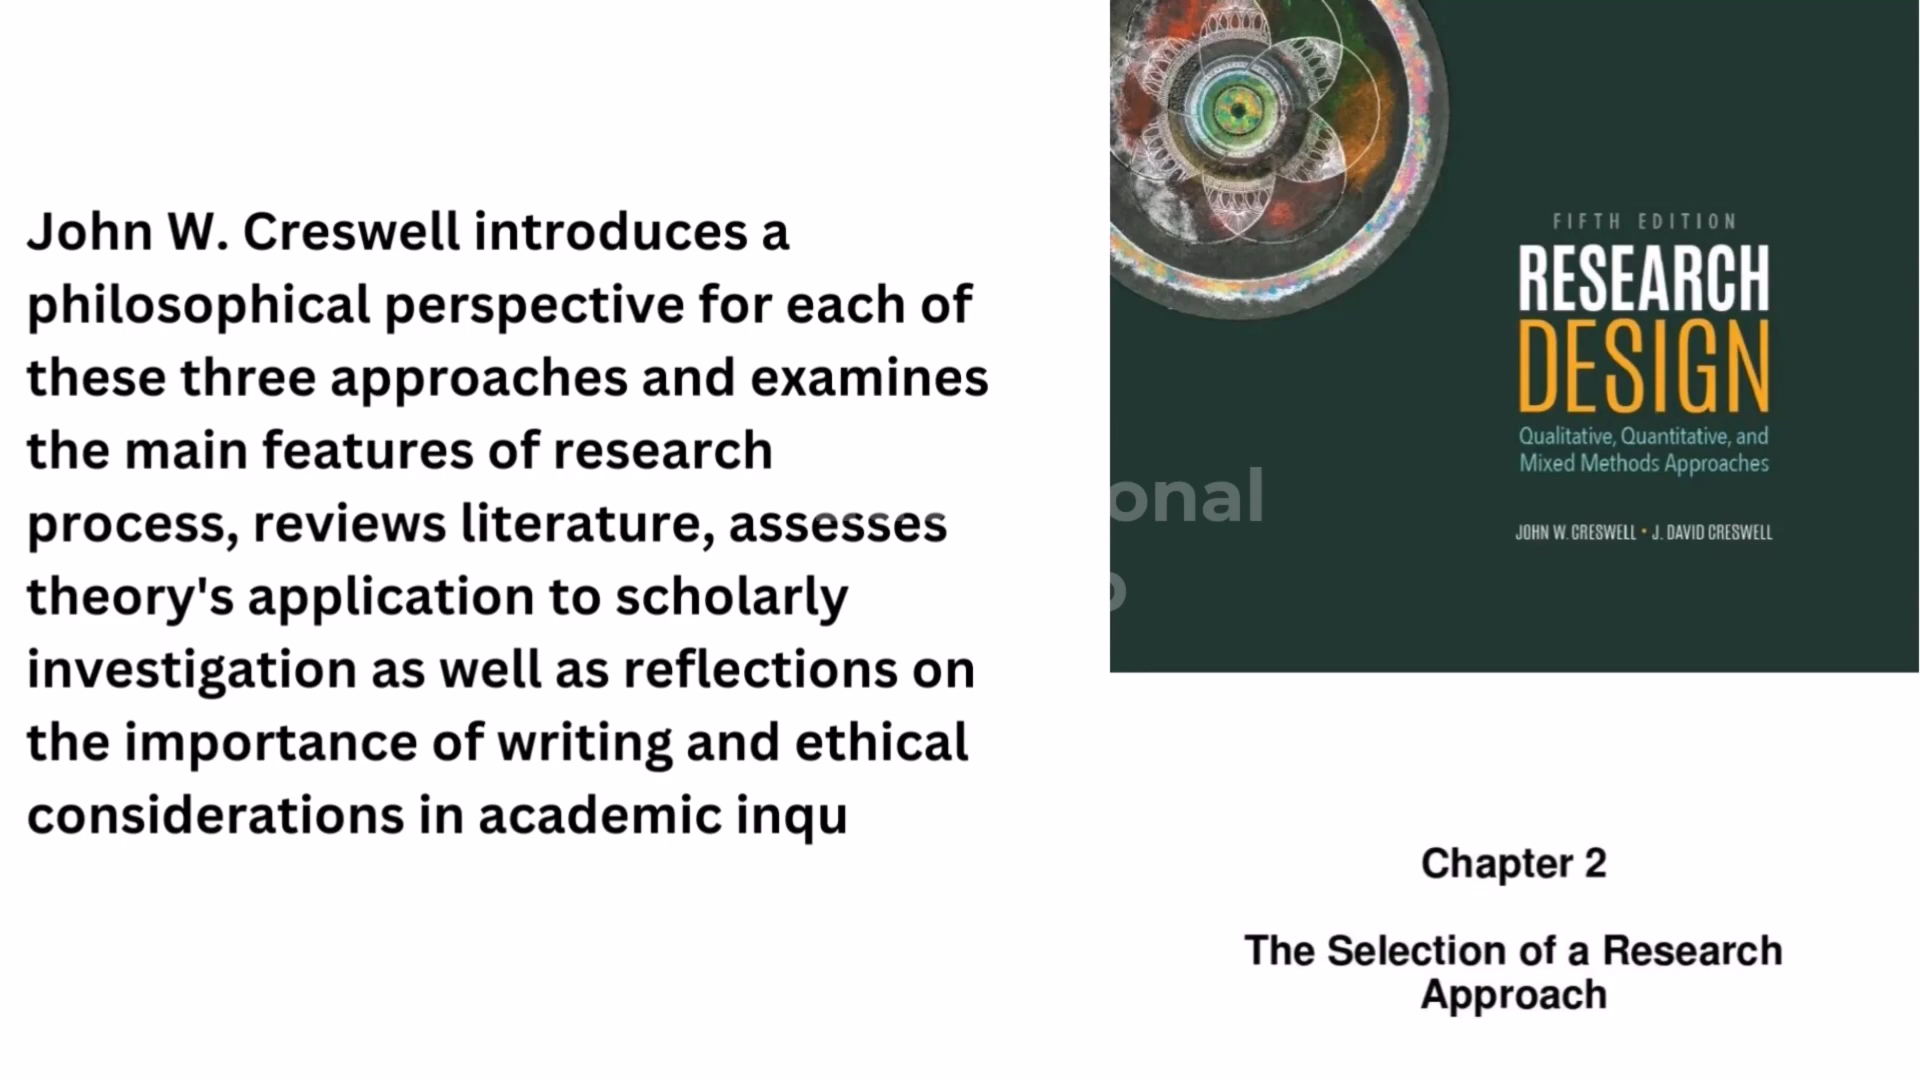 John W. Creswell introduces a
philosophical perspective for each of
these three approaches and examines
the main features of research
process, reviews literature, assesses
theory's application to scholarly
investigation as well as reflections on
the importance of writing and ethical
considerations in academic inqu
FIFTH EDITION
RESEARCH
DESIGN
Qualitative, Quantitative, and
Mixed Methods Approaches
JOHN W. CRESWELL • J. DAVID CRESWELL
onal
Chapter 2
The Selection of a Research
Approach